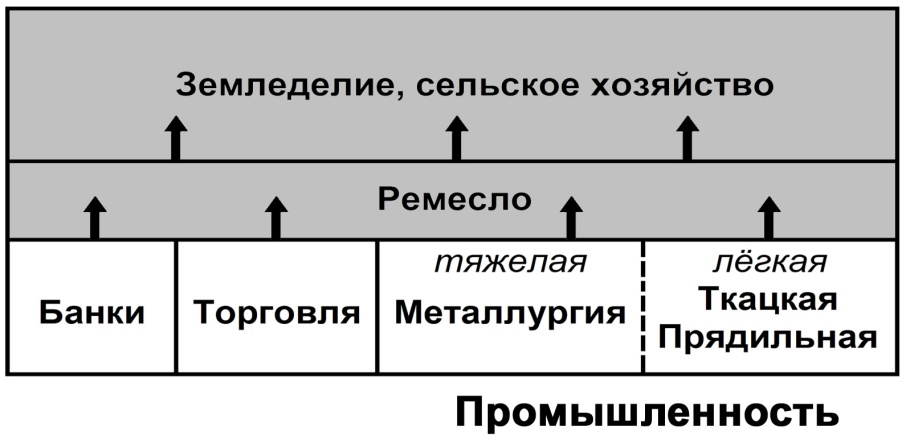 Земледелие, сельское хозяйство
Ремесло
тяжелая
лёгкая
Банки
Торговля
Металлургия
Ткацкая
Прядильная
Промышленность